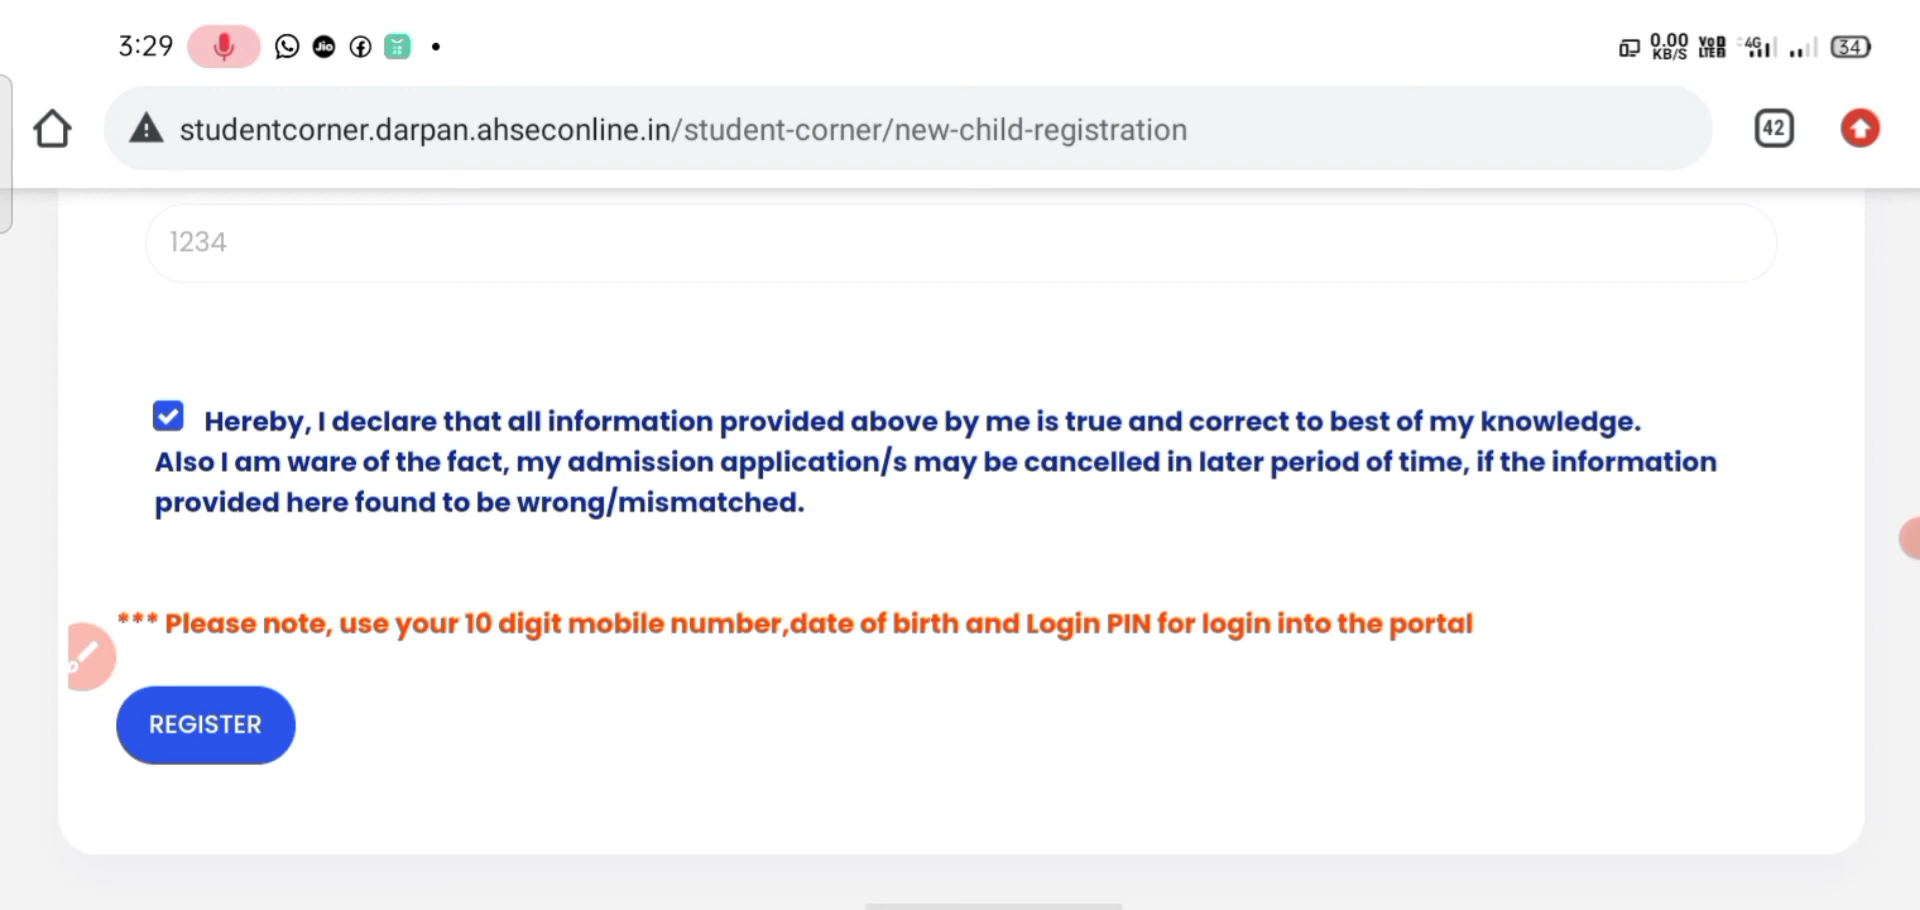 3:29 Jio 0.00 KB/S Vo LTE 4G 34
studentcorner.darpan.ahseconline.in/student-corner/new-child-registration 42
1234
Hereby, I declare that all information provided above by me is true and correct to best of my knowledge.
Also I am ware of the fact, my admission application/s may be cancelled in later period of time, if the information
provided here found to be wrong/mismatched.
*** Please note, use your 10 digit mobile number,date of birth and Login PIN for login into the portal
REGISTER